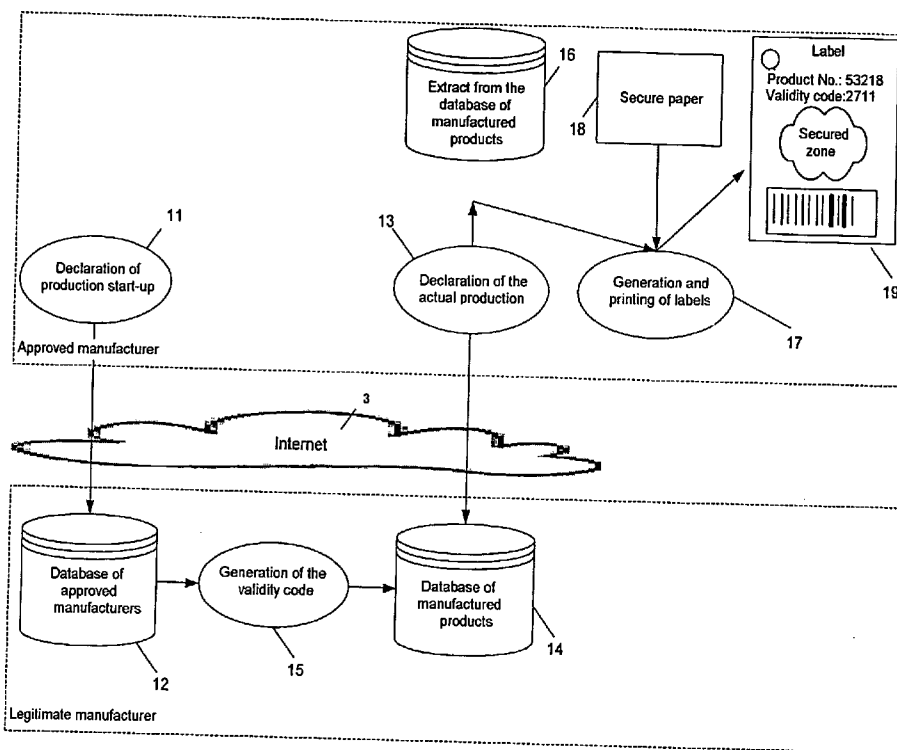 Label
Product No.: 53218
Validity code:2711
Secured
zone
19
16
Extract from the
database of
manufactured
products
Secure paper
18
11
Declaration of
production start-up
13
Declaration of the
actual production
Generation and
printing of labels
17
Approved manufacturer
3
Internet
Database of
approved
manufacturers
12
Generation of the
validity code
15
Database of
manufactured
products
14
Legitimate manufacturer